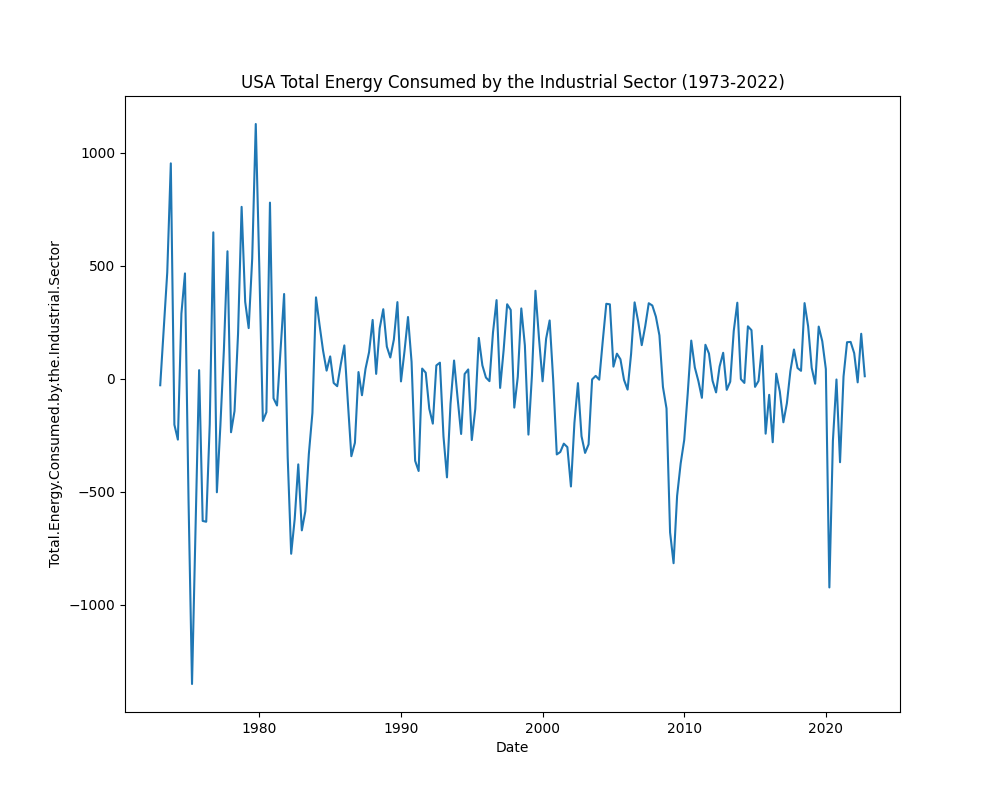 USA Total Energy Consumed by the Industrial Sector (1973-2022)
Total.Energy.Consumed.by.the.Industrial.Sector
1000
500
0
−500
−1000
1980 1990 2000 2010 2020
Date